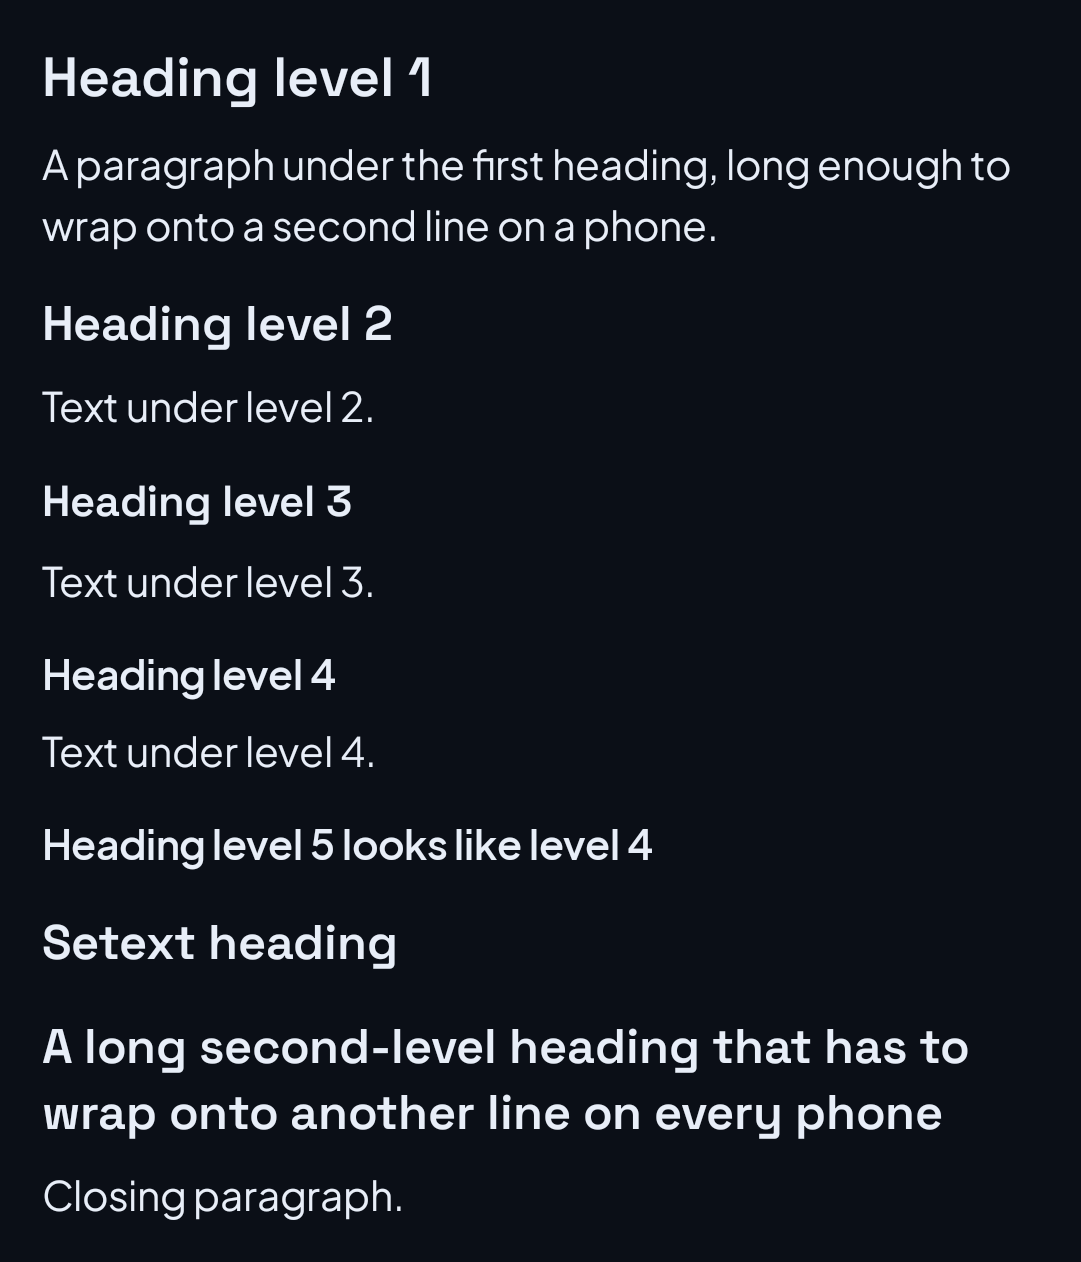 Heading level 1
A paragraph under the first heading, long enough to
wrap onto a second line on a phone.
Heading level 2
Text under level 2.
Heading level 3
Text under level 3.
Heading level 4
Text under level 4.
Heading level 5 looks like level 4
Setext heading
A long second-level heading that has to
wrap onto another line on every phone
Closing paragraph.